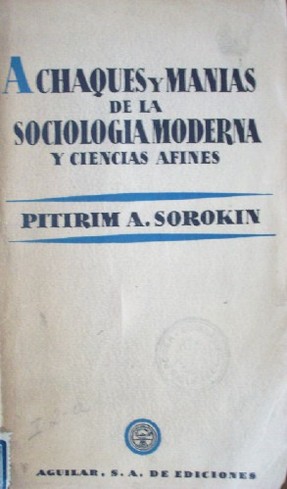 ACHAQUES Y MANIAS
DE LA
SOCIOLOGIA MODERNA
Y CIENCIAS AFINES
PITIRIM A. SOROKIN
AGUILAR, S. A. DE EDICIONES